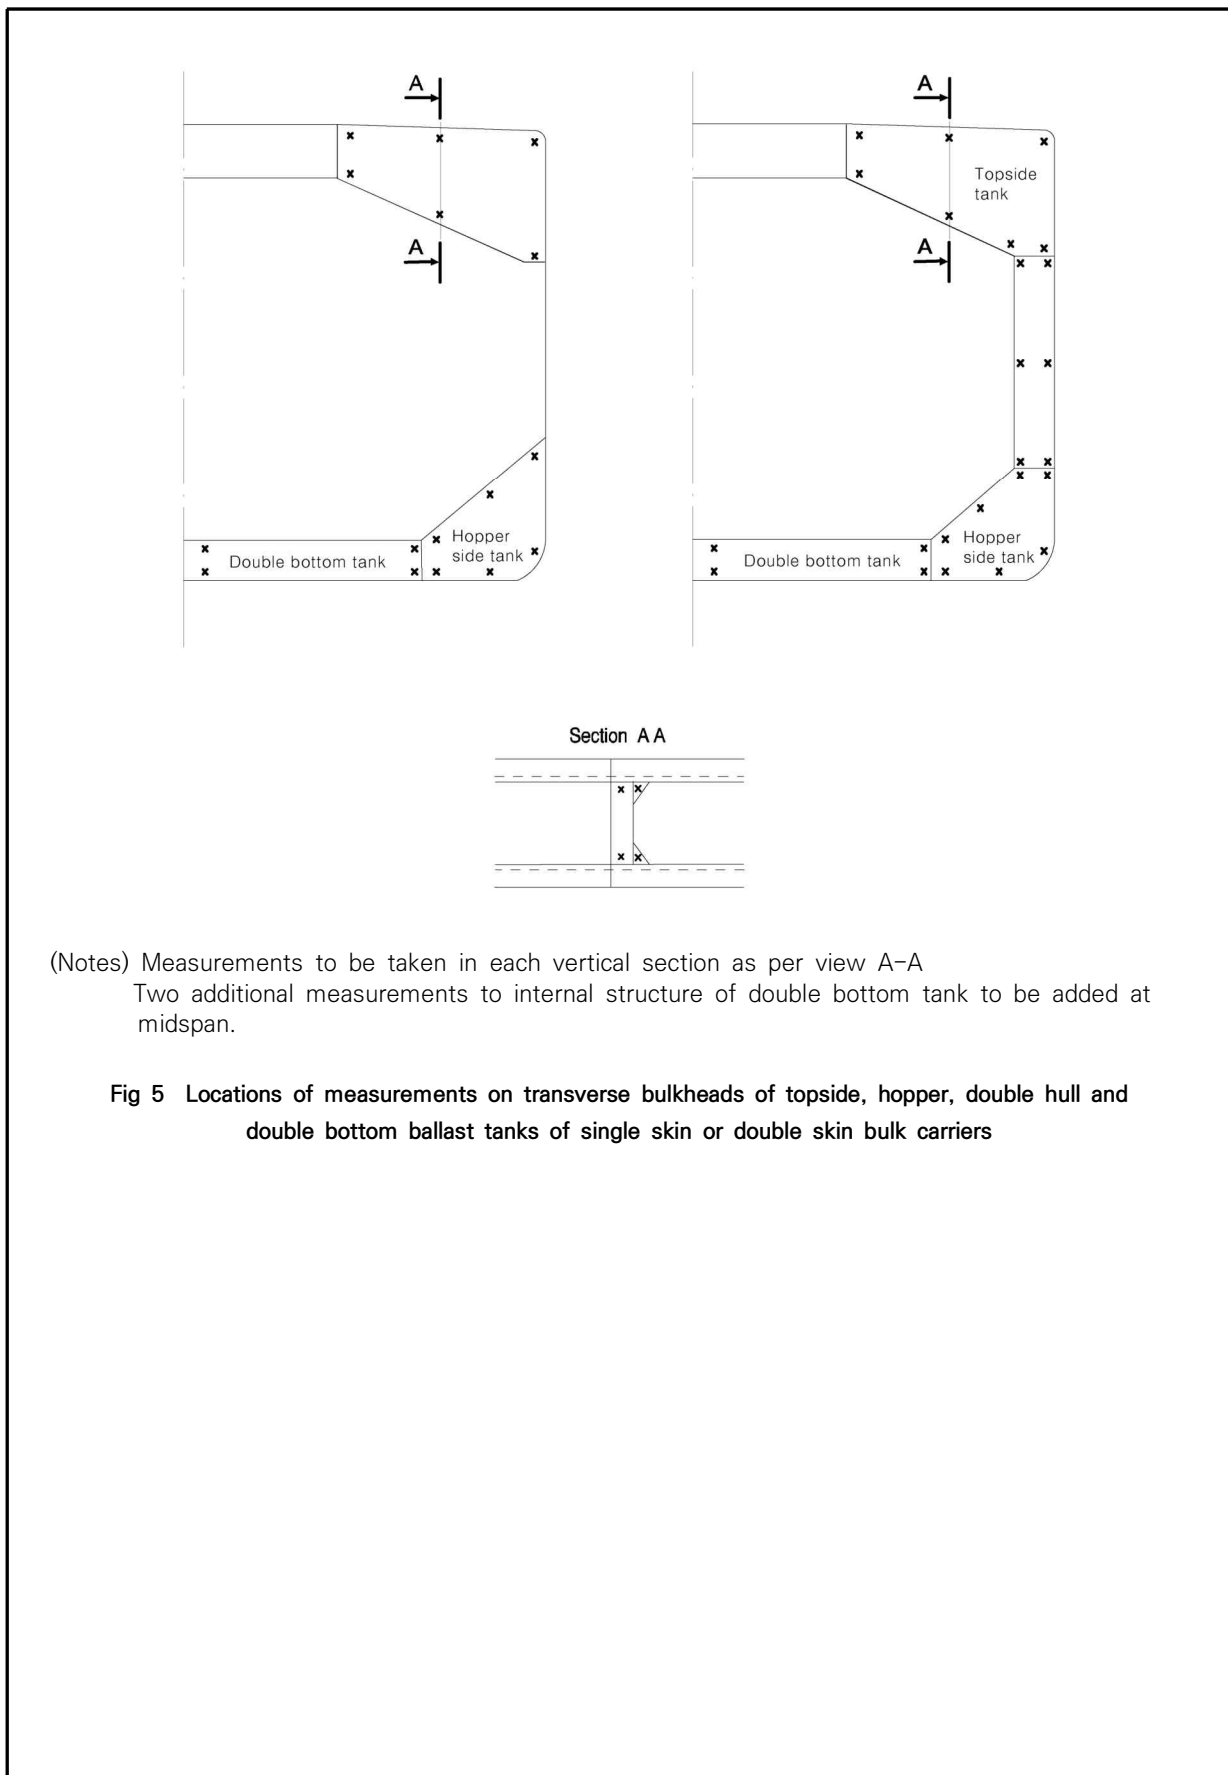 A
A
A
A
Topside
tank
Hopper
side tank
Double bottom tank
Hopper
side tank
Double bottom tank
Section A A
(Notes) Measurements to be taken in each vertical section as per view A-A
Two additional measurements to internal structure of double bottom tank to be added at
midspan.
Fig 5 Locations of measurements on transverse bulkheads of topside, hopper, double hull and
double bottom ballast tanks of single skin or double skin bulk carriers